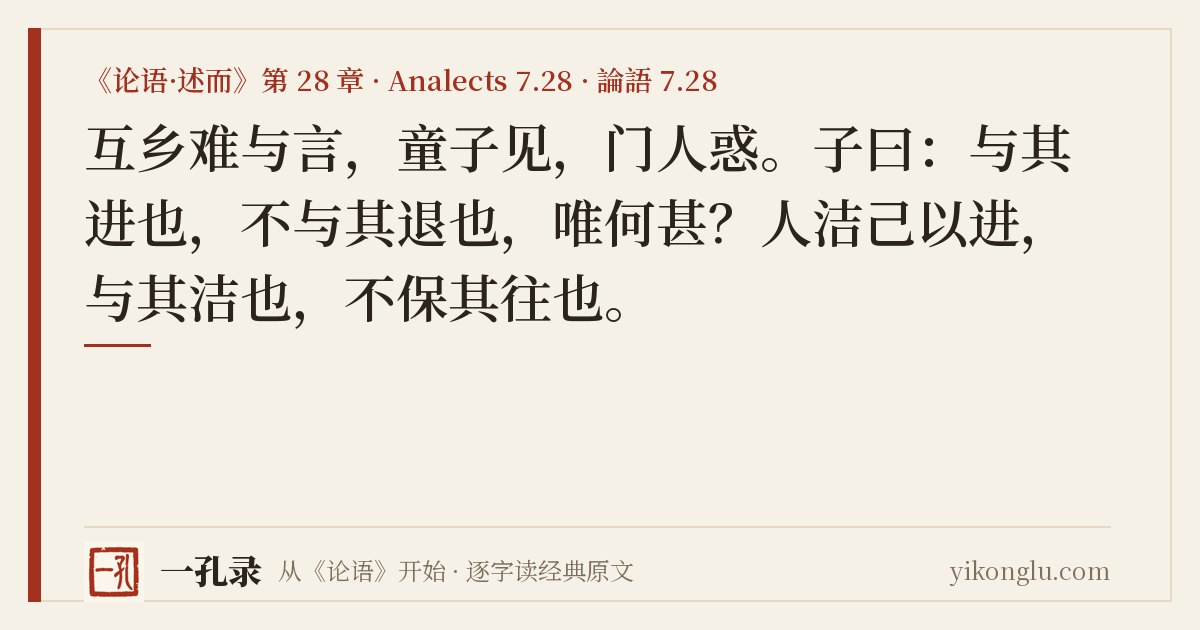 《论语·述而》第 28 章 · Analects 7.28 · 論語 7.28
互乡难与言，童子见，门人惑。子曰：与其
进也，不与其退也，唯何甚？人洁己以进，
与其洁也，不保其往也。
一孔
一孔录 从《论语》开始 · 逐字读经典原文 yikonglu.com